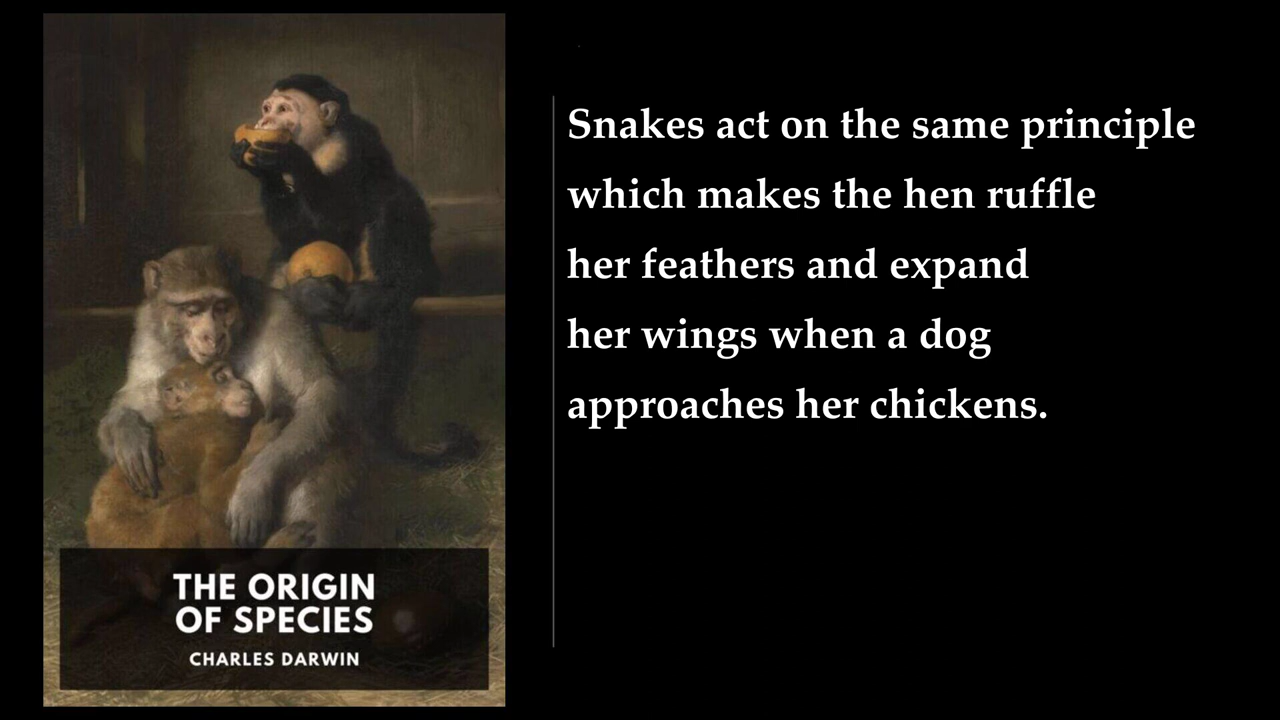 THE ORIGIN
OF SPECIES
CHARLES DARWIN
Snakes act on the same principle
which makes the hen ruffle
her feathers and expand
her wings when a dog
approaches her chickens.